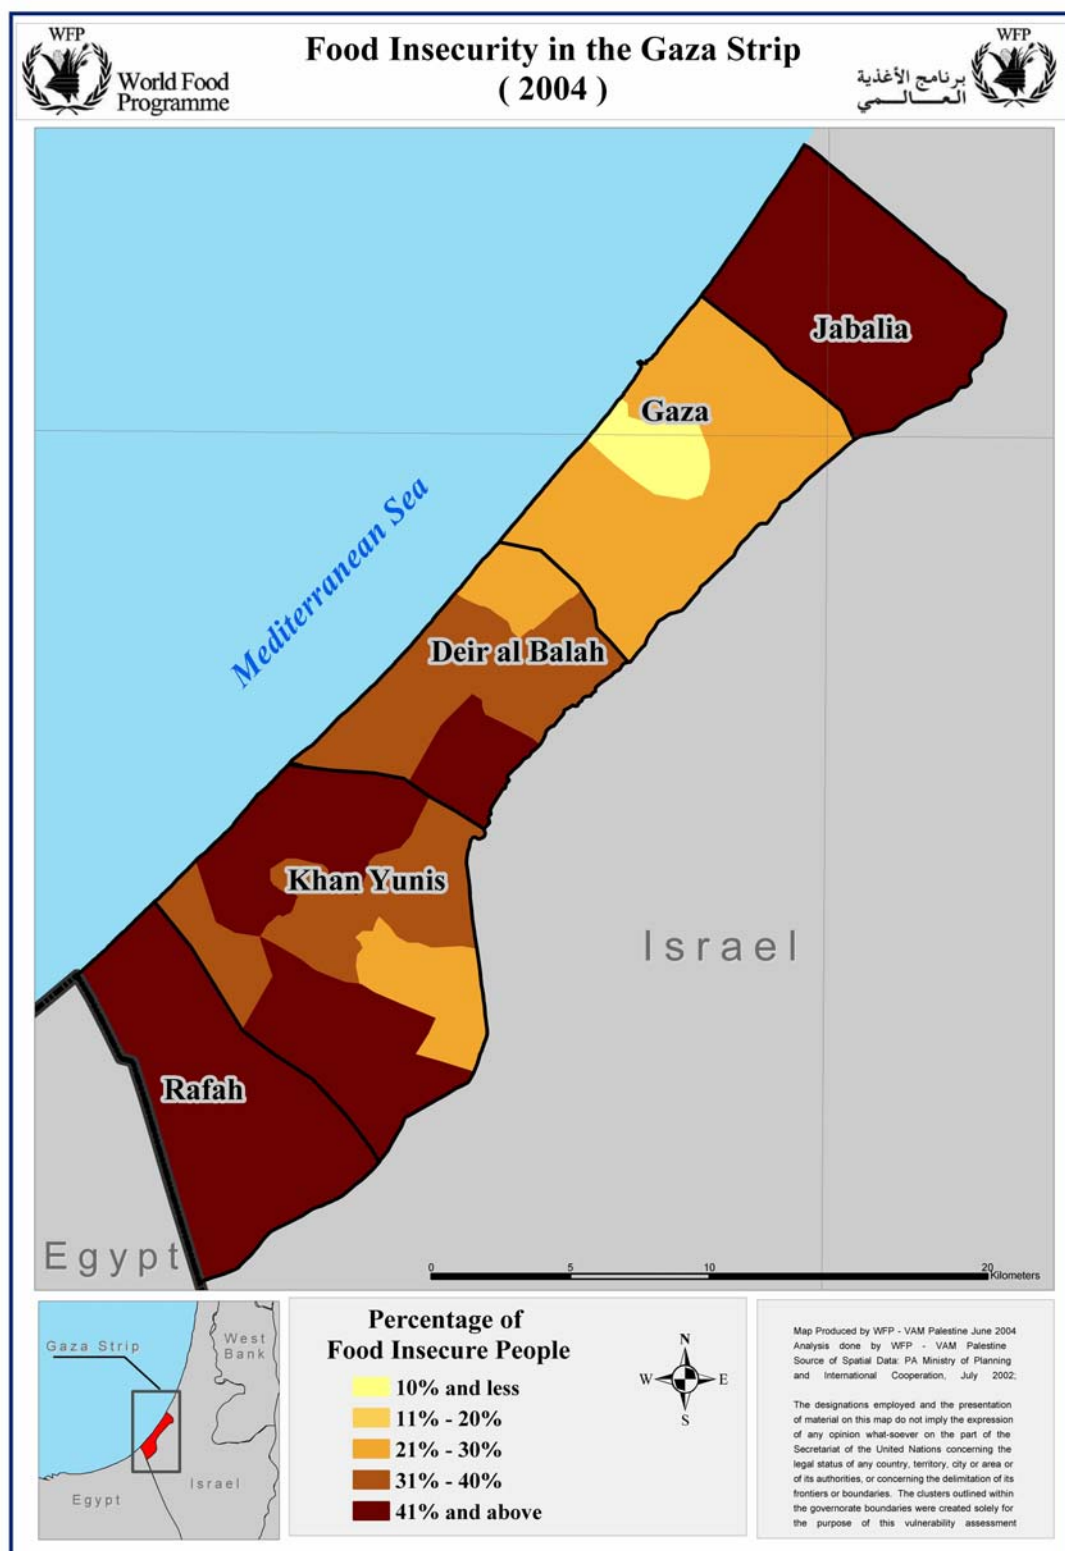 WFP
World Food
Programme
Food Insecurity in the Gaza Strip
( 2004 )
WFP
برنامج الأغذية
العـــالمــي
Jabalia
Gaza
Mediterranean Sea
Deir al Balah
Khan Yunis
Israel
Rafah
Egypt
0 5 10 20
Kilometers
Gaza Strip
West
Bank
Israel
Egypt
Percentage of
Food Insecure People
10% and less
11% - 20%
21% - 30%
31% - 40%
41% and above
N
W E
S
Map Produced by WFP - VAM Palestine June 2004
Analysis done by WFP - VAM Palestine
Source of Spatial Data: PA Ministry of Planning
and International Cooperation, July 2002;
The designations employed and the presentation
of material on this map do not imply the expression
of any opinion what-soever on the part of the
Secretariat of the United Nations concerning the
legal status of any country, territory, city or area or
of its authorities, or concerning the delimitation of its
frontiers or boundaries. The clusters outlined within
the governorate boundaries were created solely for
the purpose of this vulnerability assessment